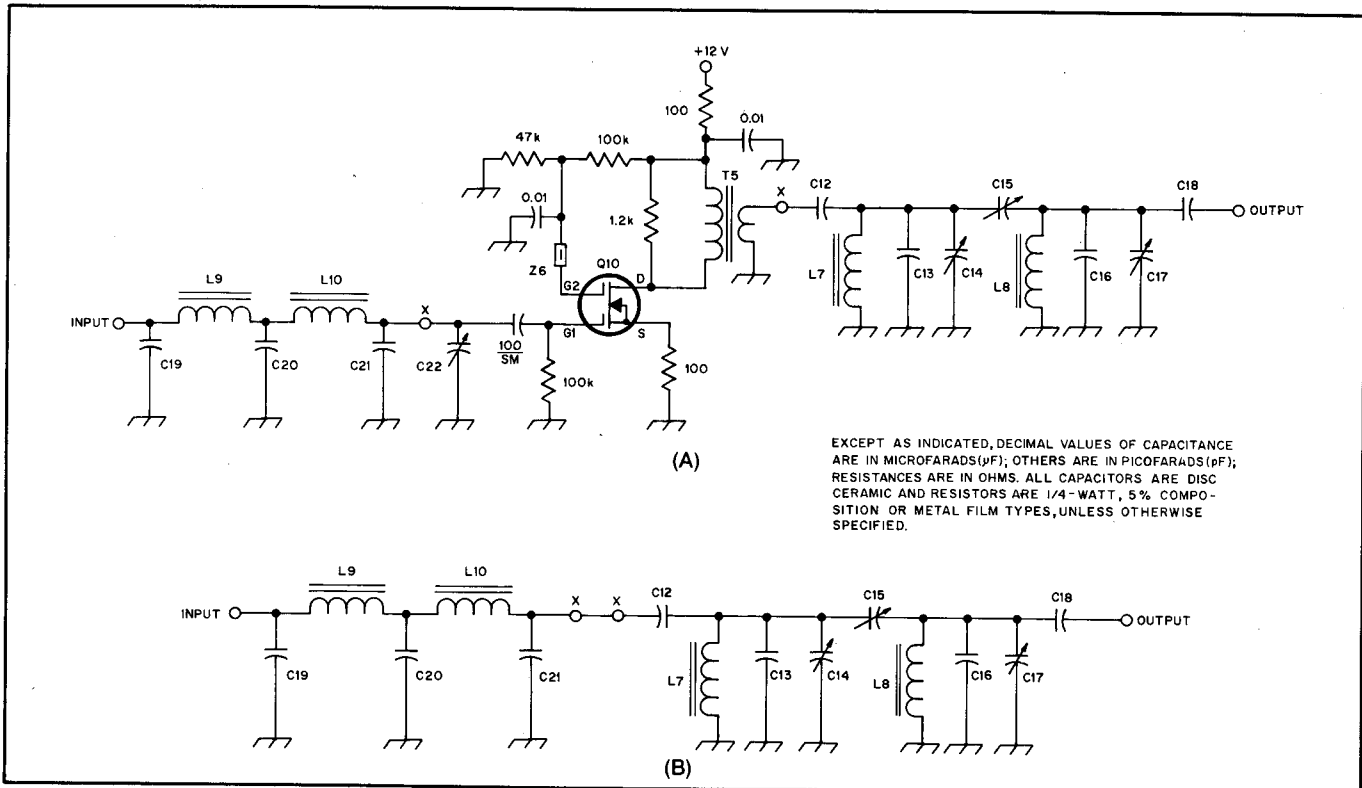 +12 V
100
0.01
47k
100k
T5
C12
X
C15
C18
OUTPUT
0.01
1.2k
L7
C13
C14
L8
C16
C17
Z6
Q10
G2
D
L9
L10
INPUT
X
G1
S
C19
C20
C21
C22
100
SM
100k
100
(A)
EXCEPT AS INDICATED, DECIMAL VALUES OF CAPACITANCE
ARE IN MICROFARADS(µF); OTHERS ARE IN PICOFARADS(pF);
RESISTANCES ARE IN OHMS. ALL CAPACITORS ARE DISC
CERAMIC AND RESISTORS ARE 1/4-WATT, 5% COMPO-
SITION OR METAL FILM TYPES, UNLESS OTHERWISE
SPECIFIED.
L9
L10
INPUT
X
X
C12
C15
C18
OUTPUT
C19
C20
C21
L7
C13
C14
L8
C16
C17
(B)